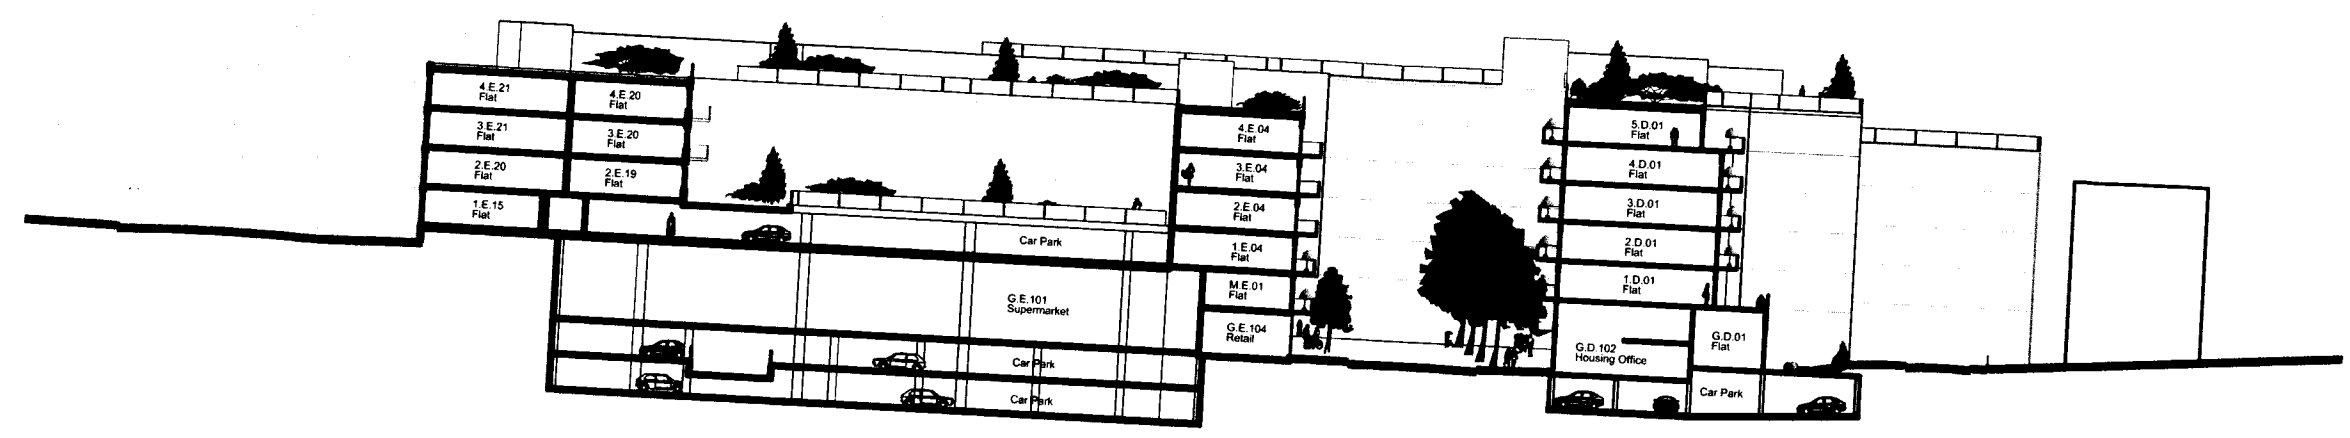 4.E.21
Flat
4.E.20
Flat
3.E.21
Flat
3.E.20
Flat
2.E.20
Flat
2.E.19
Flat
1.E.15
Flat
Car Park
G.E.101
Supermarket
Car Park
Car Park
4.E.04
Flat
3.E.04
Flat
2.E.04
Flat
1.E.04
Flat
M.E.01
Flat
G.E.104
Retail
5.D.01
Flat
4.D.01
Flat
3.D.01
Flat
2.D.01
Flat
1.D.01
Flat
G.D.102
Housing Office
G.D.01
Flat
Car Park